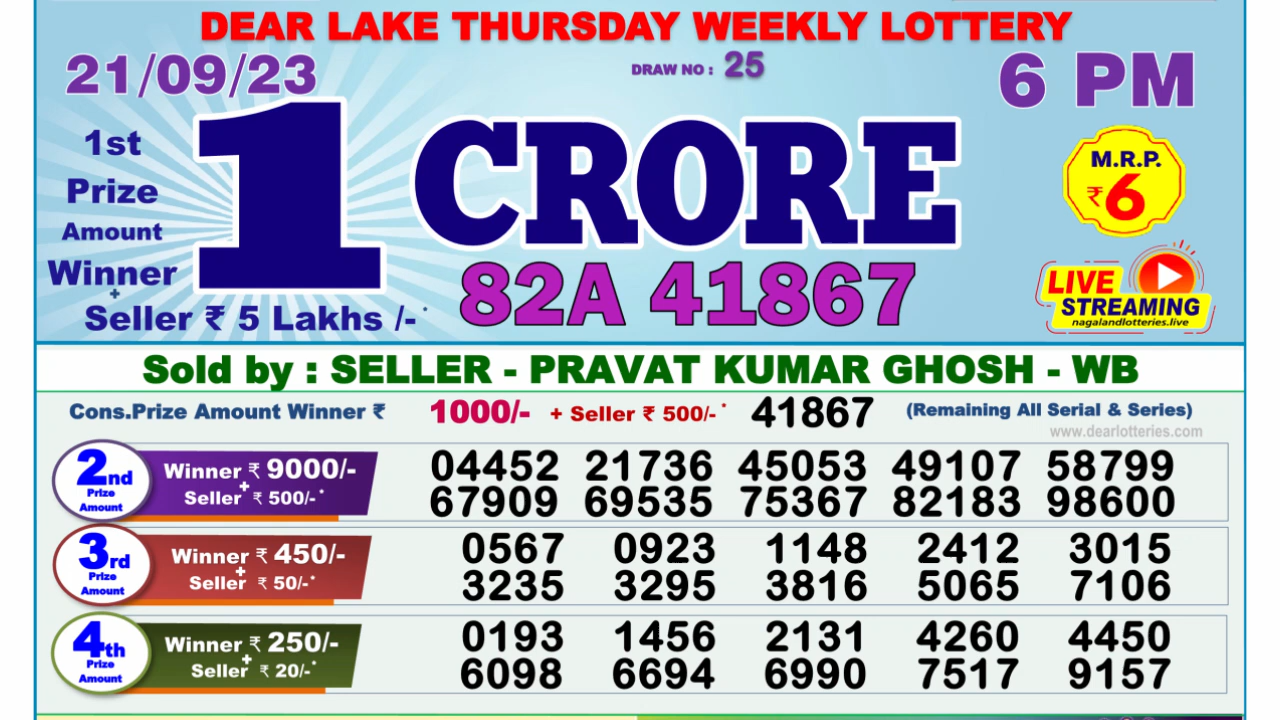 DEAR LAKE THURSDAY WEEKLY LOTTERY
21/09/23
DRAW NO : 25
6 PM
1st
Prize
Amount
Winner
+
Seller ₹ 5 Lakhs /-*
1 CRORE
82A 41867
M.R.P.
₹6
LIVE
STREAMING
nagalandlotteries.live
Sold by : SELLER - PRAVAT KUMAR GHOSH - WB
Cons.Prize Amount Winner ₹ 1000/- + Seller ₹ 500/-* 41867 (Remaining All Serial & Series)
www.dearlotteries.com
2nd
Prize
Amount
Winner ₹ 9000/-
+
Seller ₹ 500/-*
04452 21736 45053 49107 58799
67909 69535 75367 82183 98600
3rd
Prize
Amount
Winner ₹ 450/-
+
Seller ₹ 50/-*
0567 0923 1148 2412 3015
3235 3295 3816 5065 7106
4th
Prize
Amount
Winner ₹ 250/-
+
Seller ₹ 20/-*
0193 1456 2131 4260 4450
6098 6694 6990 7517 9157